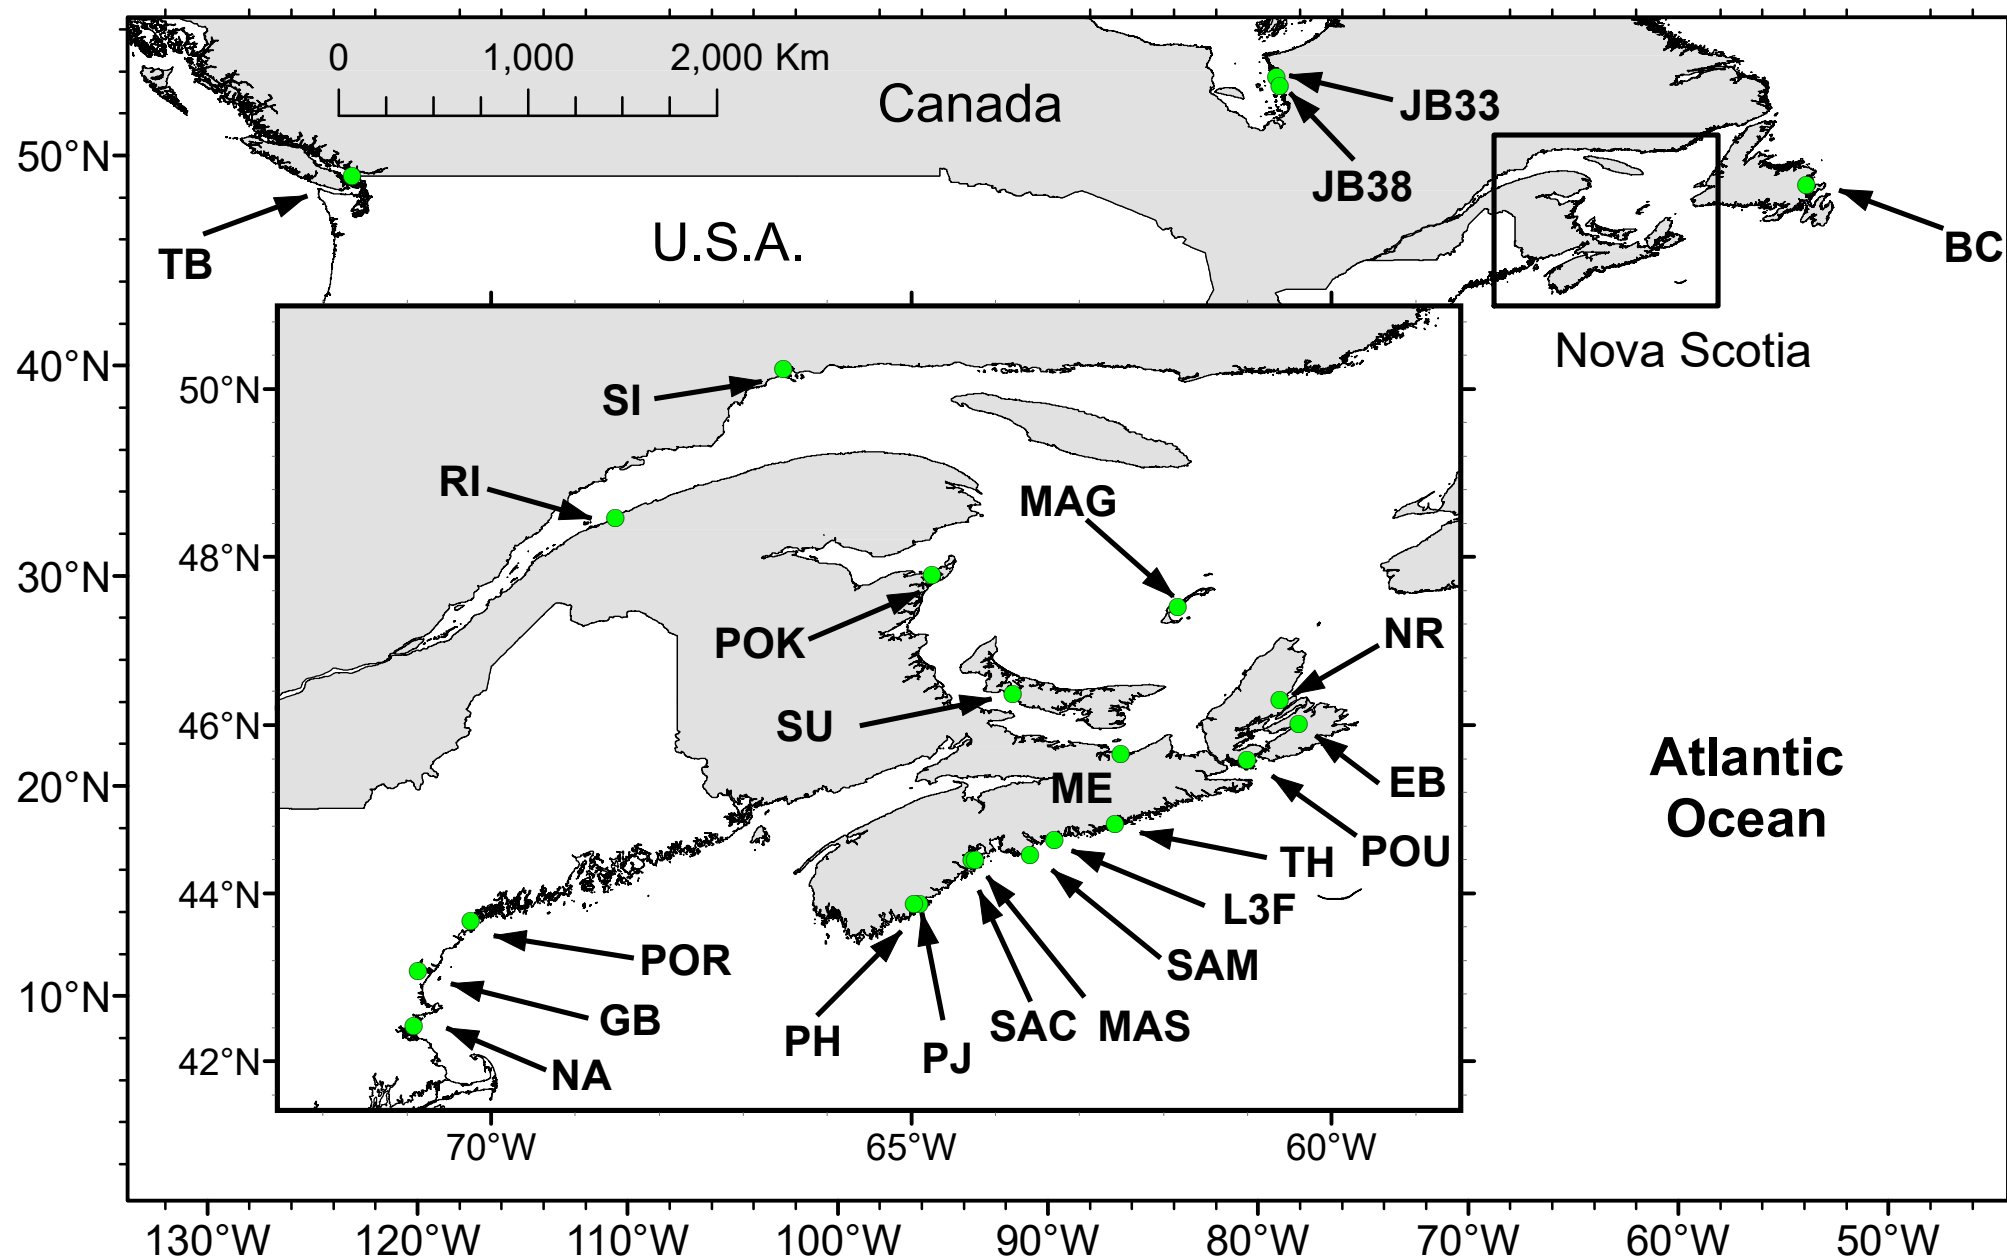 0 1,000 2,000 Km
Canada
JB33
JB38
50°N
TB
U.S.A.
BC
Nova Scotia
40°N
30°N
20°N
10°N
50°N
48°N
46°N
44°N
42°N
SI
RI
MAG
POK
NR
SU
EB
ME
POU
TH
L3F
SAM
MAS
SAC
PJ
PH
POR
GB
NA
Atlantic
Ocean
70°W 65°W 60°W
130°W 120°W 110°W 100°W 90°W 80°W 70°W 60°W 50°W